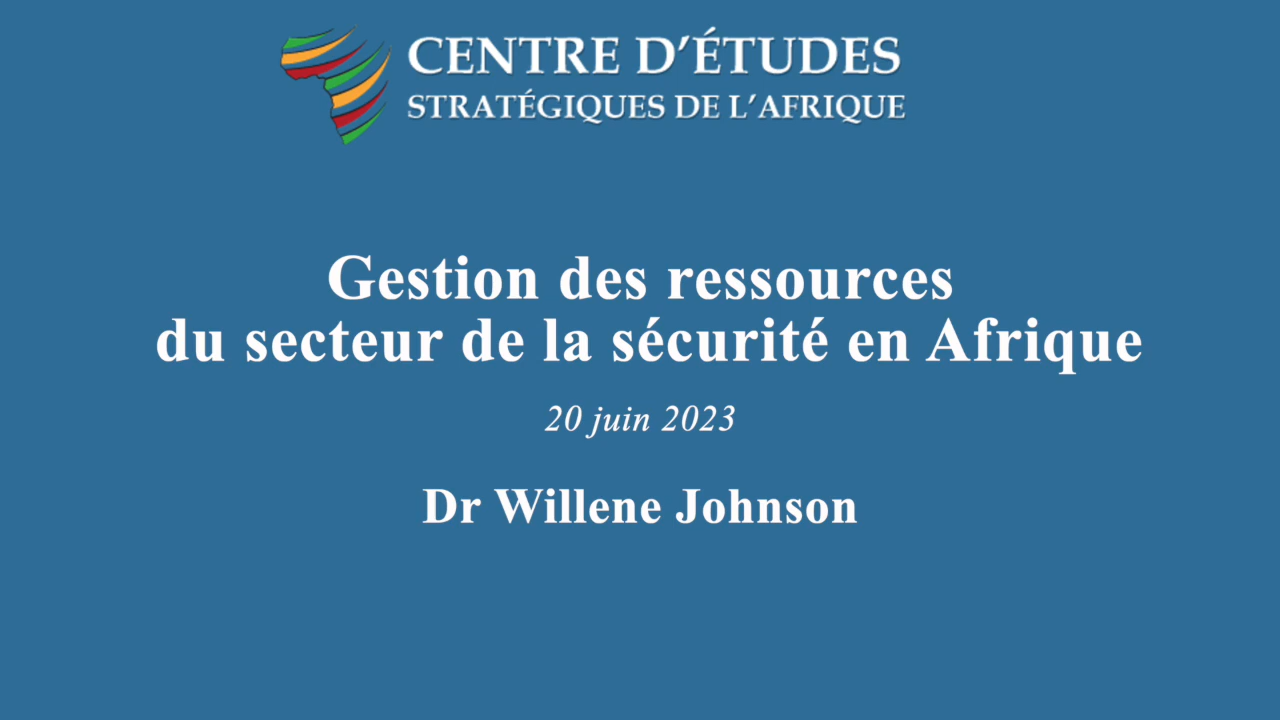 CENTRE D'ÉTUDES
STRATÉGIQUES DE L'AFRIQUE
Gestion des ressources
du secteur de la sécurité en Afrique
20 juin 2023
Dr Willene Johnson